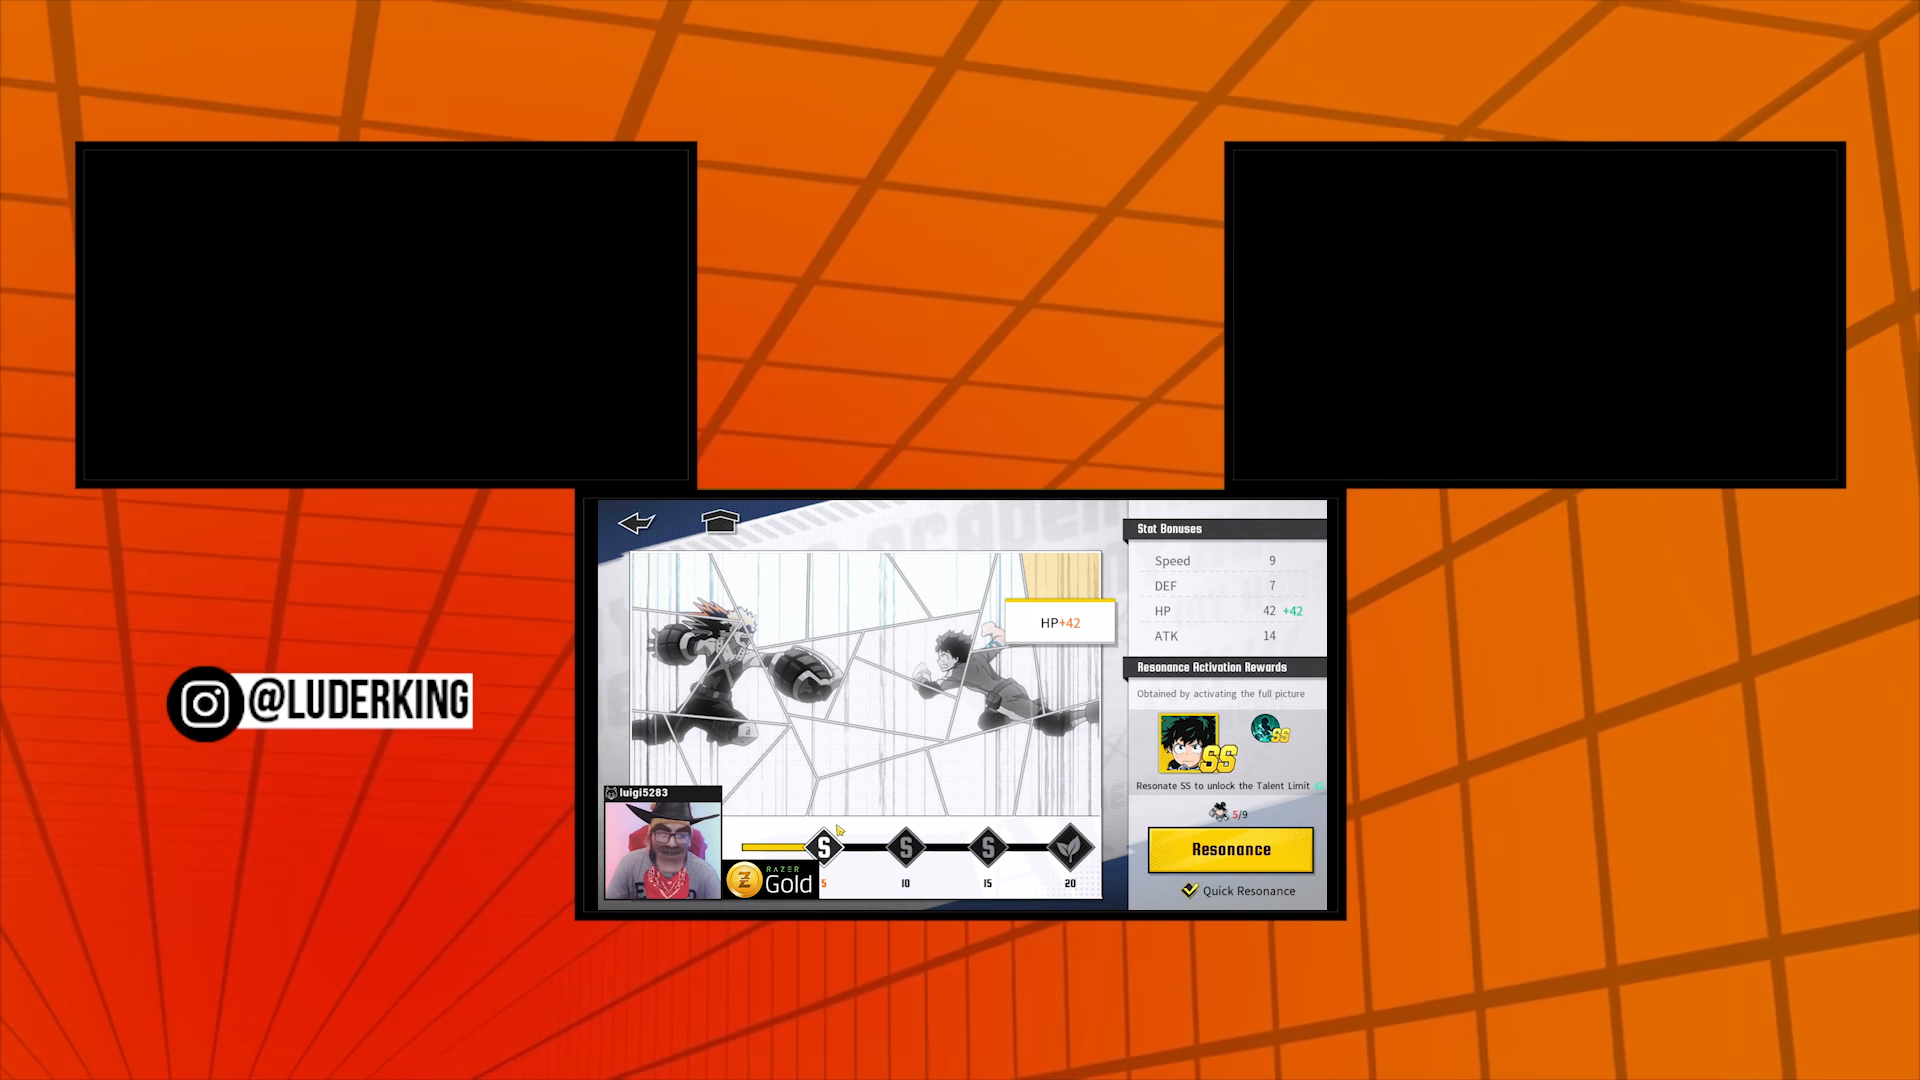 Stat Bonuses
Speed 9
DEF 7
HP 42 +42
ATK 14
HP+42
Resonance Activation Rewards
Obtained by activating the full picture
SS
SS
Resonate SS to unlock the Talent Limit
5/9
Resonance
Quick Resonance
@LUDERKING
luigi5283
RAZER
Gold
S S S
5 10 15 20